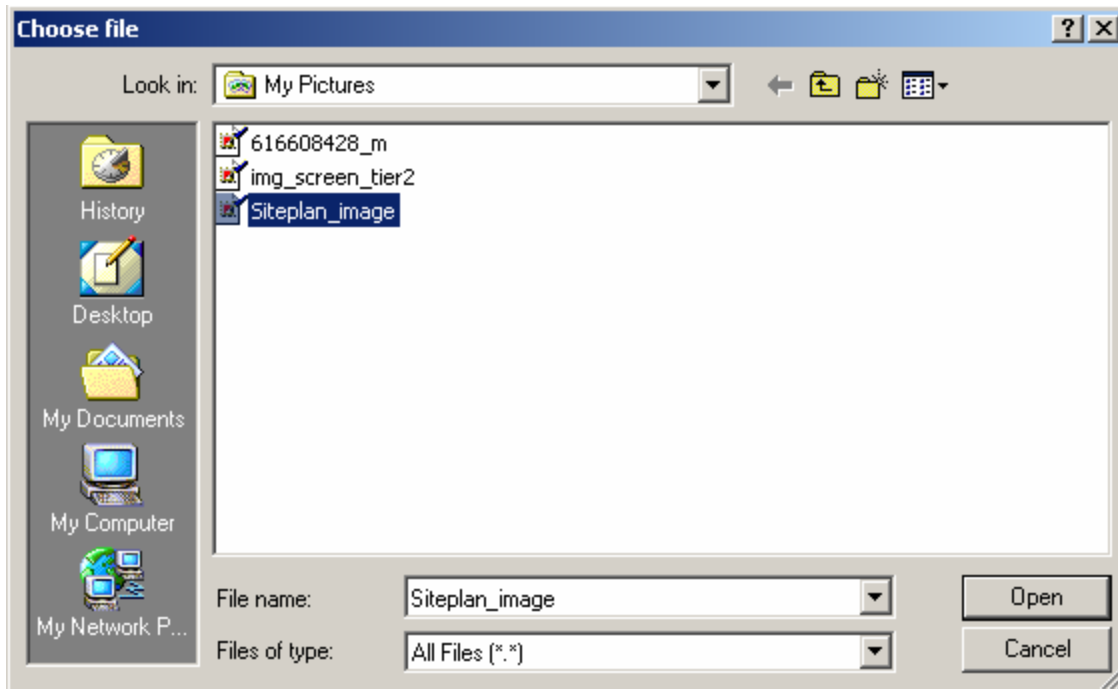 Choose file
Look in: My Pictures
History
Desktop
My Documents
My Computer
My Network P...
616608428_m
img_screen_tier2
Siteplan_image
File name: Siteplan_image Open
Files of type: All Files (*.*) Cancel